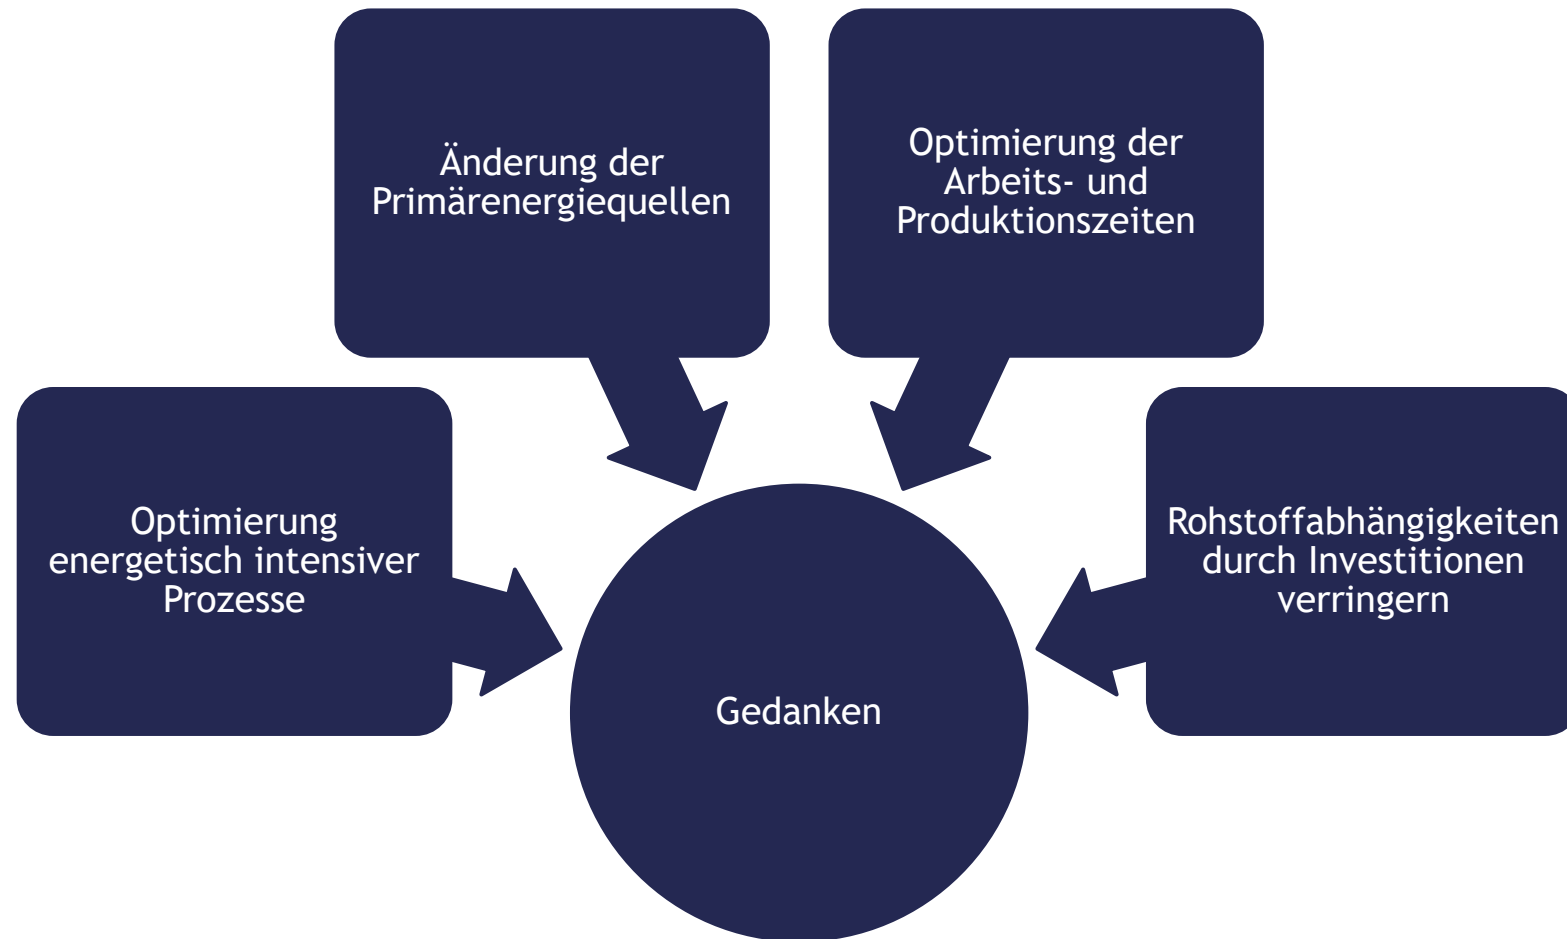 Änderung der
Primärenergiequellen
Optimierung der
Arbeits- und
Produktionszeiten
Optimierung
energetisch intensiver
Prozesse
Rohstoffabhängigkeiten
durch Investitionen
verringern
Gedanken